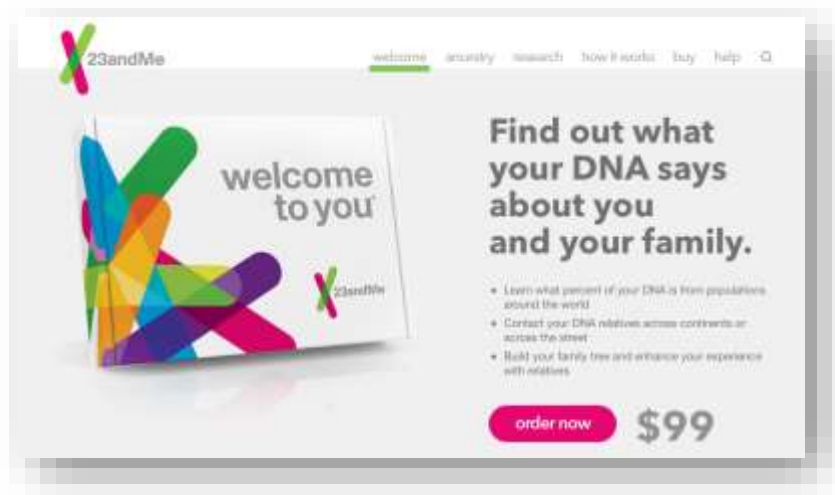 23andMe
welcome ancestry research how it works buy help
welcome
to you
23andMe
Find out what
your DNA says
about you
and your family.
• Learn what percent of your DNA is from populations
around the world
• Contact your DNA relatives across continents or
across the street
• Build your family tree and enhance your experience
with relatives
order now $99